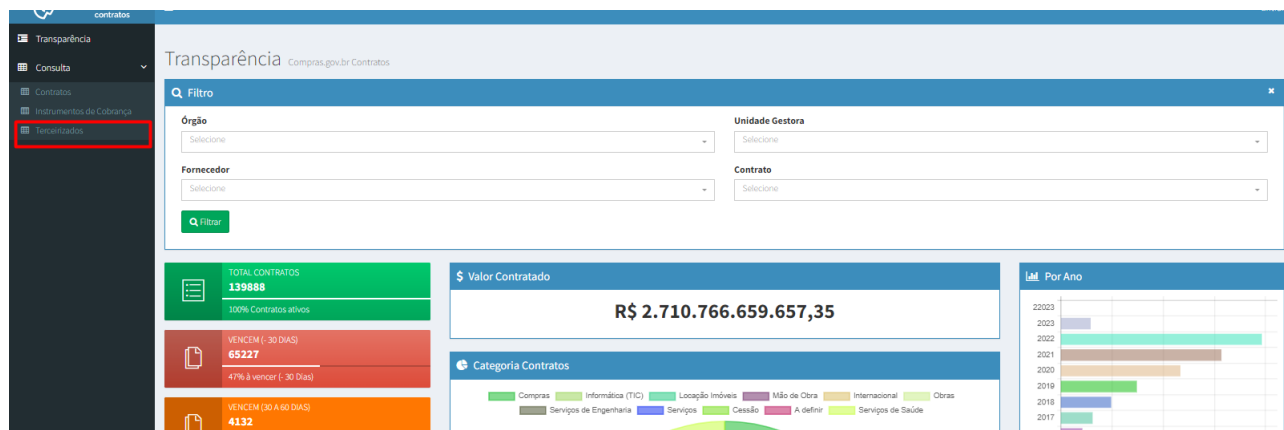 contratos
Transparência
Consulta
Contratos
Instrumentos de Cobrança
Terceirizados
Transparência Compras.gov.br Contratos
Filtro
Órgão
Selecione
Unidade Gestora
Selecione
Fornecedor
Selecione
Contrato
Selecione
Filtrar
TOTAL CONTRATOS
139888
100% Contratos ativos
VENCEM (- 30 DIAS)
65227
47% à vencer (- 30 Dias)
VENCEM (30 A 60 DIAS)
4132
$ Valor Contratado
R$ 2.710.766.659.657,35
Categoria Contratos
Compras Informática (TIC) Locação Imóveis Mão de Obra Internacional Obras
Serviços de Engenharia Serviços Cessão A definir Serviços de Saúde
Por Ano
22023
2023
2022
2021
2020
2019
2018
2017